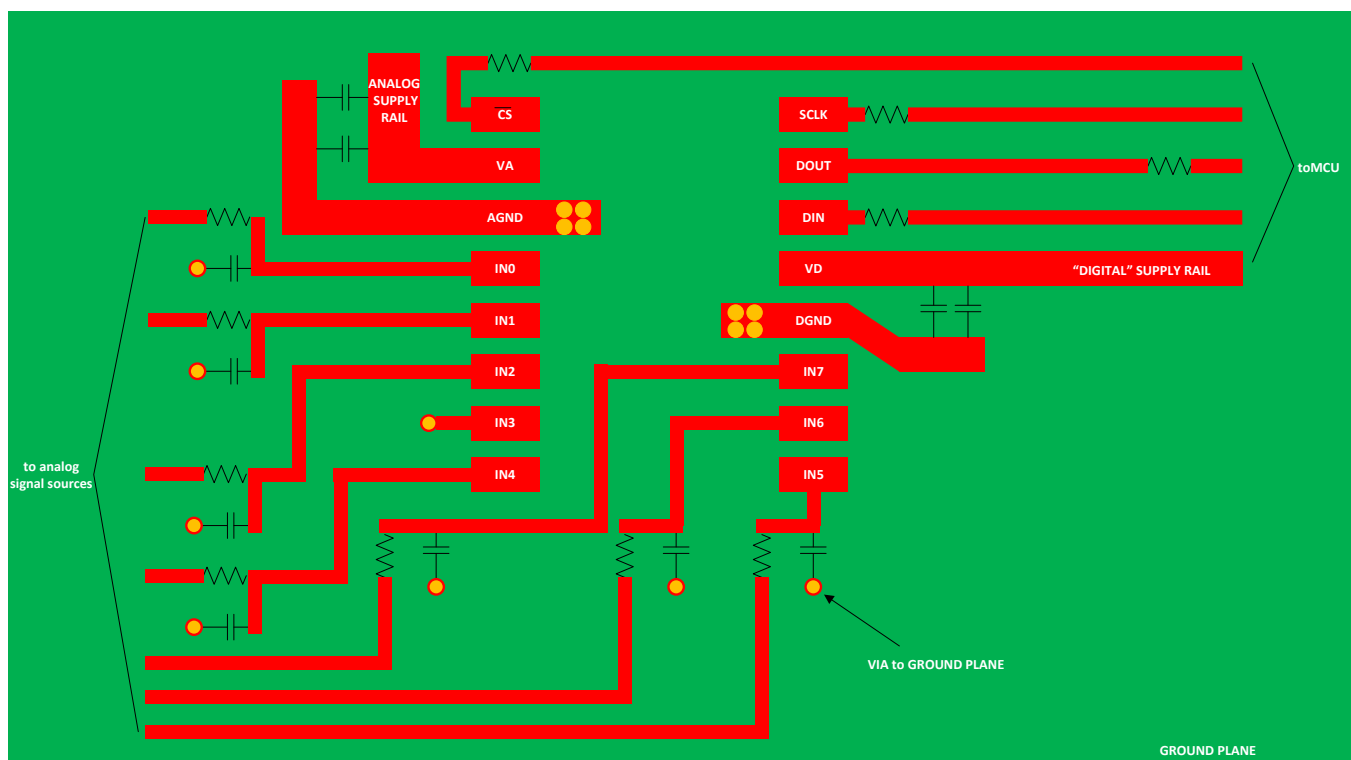 ANALOG
SUPPLY
RAIL
CS
SCLK
VA
DOUT
toMCU
AGND
DIN
IN0
VD
“DIGITAL” SUPPLY RAIL
IN1
DGND
IN2
IN7
IN3
IN6
to analog
signal sources
IN4
IN5
VIA to GROUND PLANE
GROUND PLANE